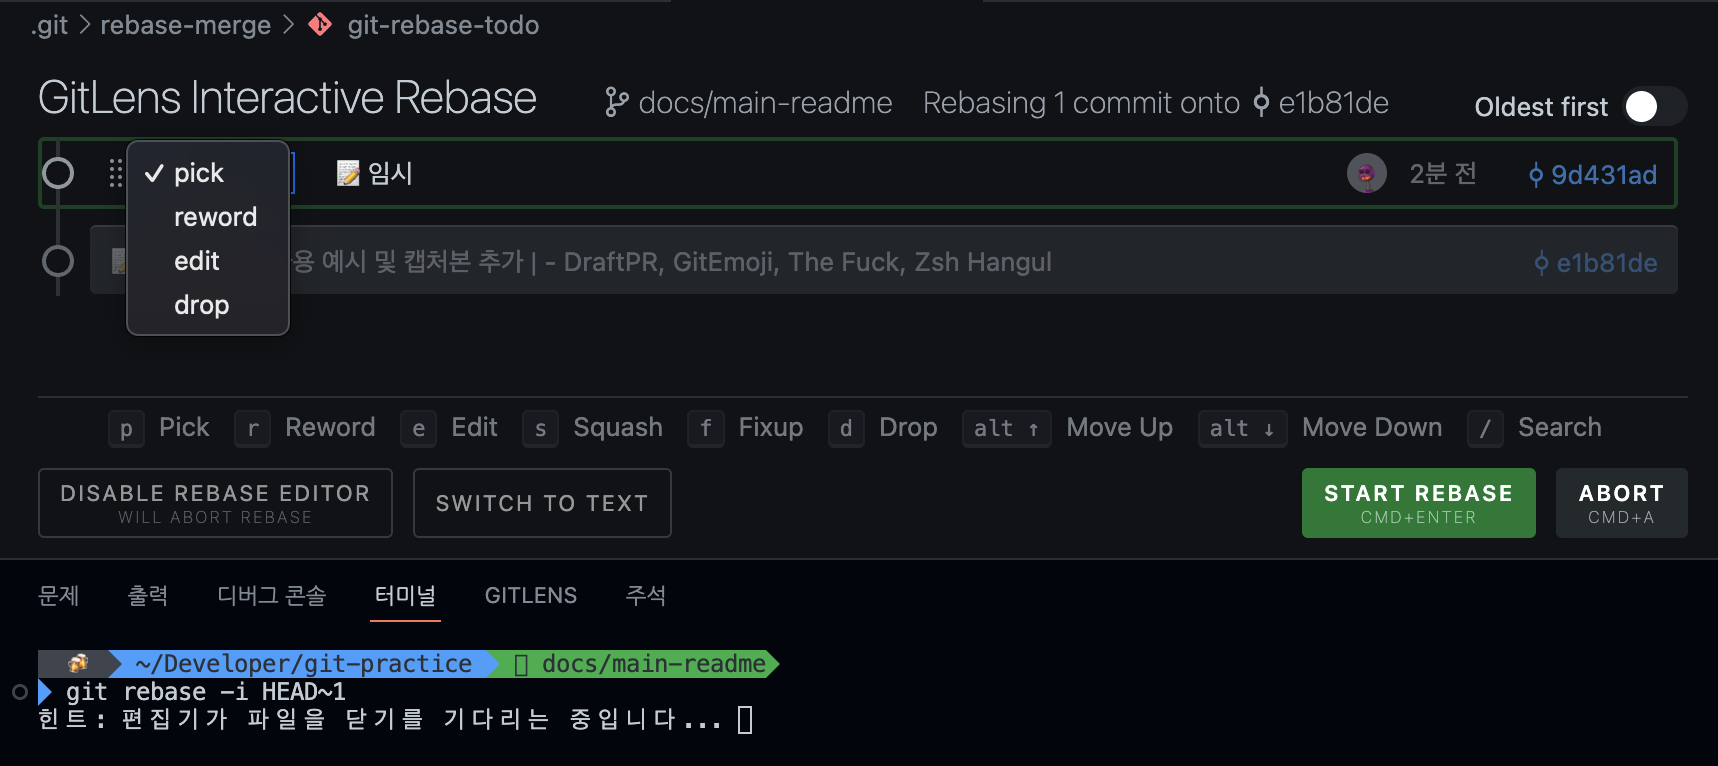 .git > rebase-merge > git-rebase-todo
GitLens Interactive Rebase docs/main-readme Rebasing 1 commit onto e1b81de Oldest first
pick 📝 임시 2분 전 9d431ad
reword
edit 예시 및 캡처본 추가 | - DraftPR, GitEmoji, The Fuck, Zsh Hangul e1b81de
drop
p Pick r Reword e Edit s Squash f Fixup d Drop alt ↑ Move Up alt ↓ Move Down / Search
DISABLE REBASE EDITOR
WILL ABORT REBASE
SWITCH TO TEXT
START REBASE
CMD+ENTER
ABORT
CMD+A
문제 출력 디버그 콘솔 터미널 GITLENS 주석
~/Developer/git-practice docs/main-readme
git rebase -i HEAD~1
힌트: 편집기가 파일을 닫기를 기다리는 중입니다...